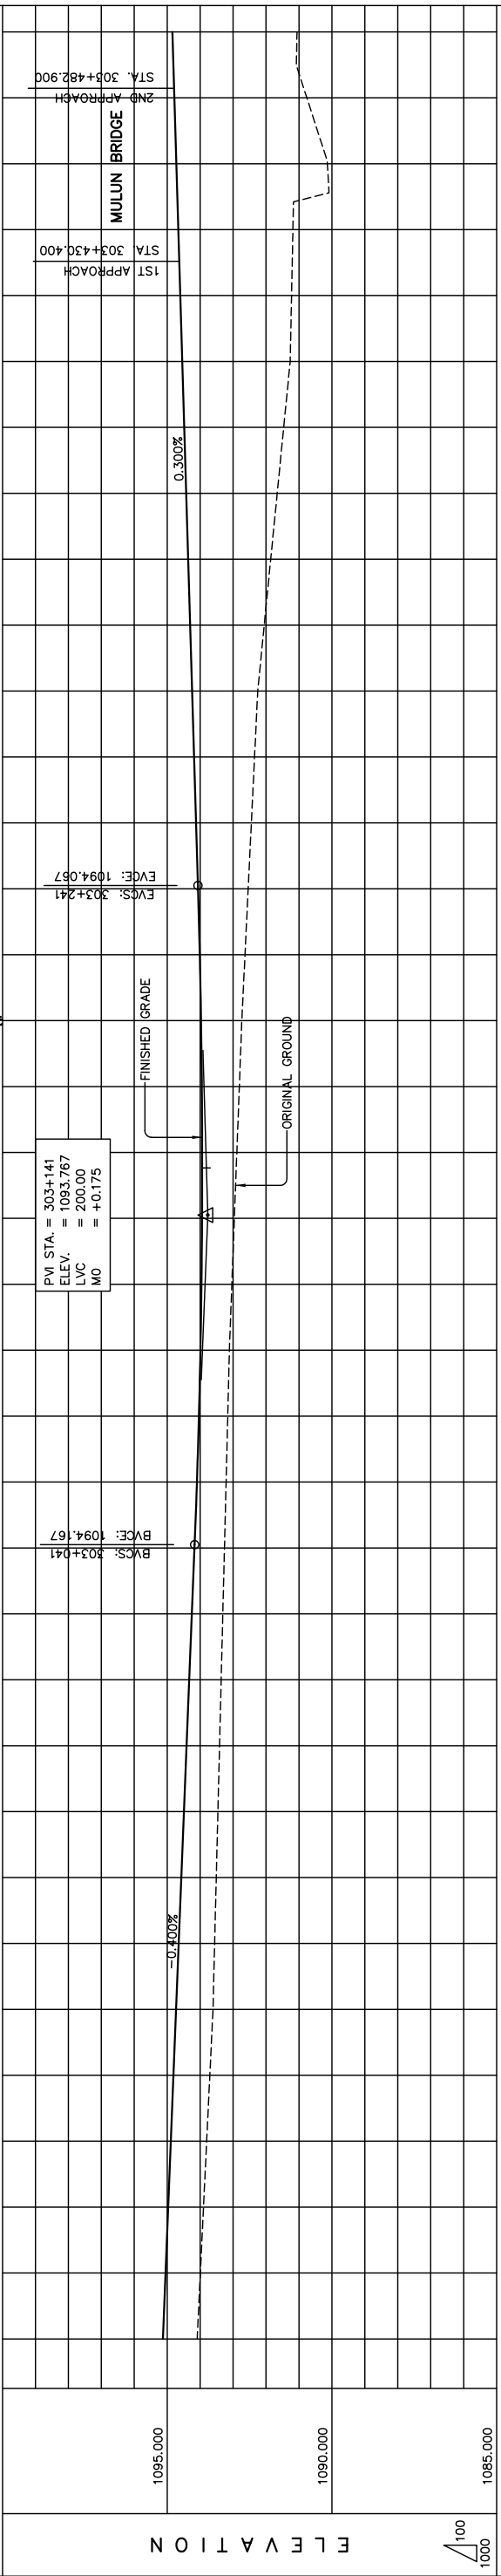 ELEVATION
1095.000
1090.000
1085.000
100
1000
-0.400%
BVCS: 303+041
BVCE: 1094.167
PVI STA. = 303+141
ELEV. = 1093.767
LVC = 200.00
MO = +0.175
FINISHED GRADE
ORIGINAL GROUND
EVCS: 303+241
EVCE: 1094.067
0.300%
1ST APPROACH
STA. 303+430.400
MULUN BRIDGE
2ND APPROACH
STA. 303+482.900